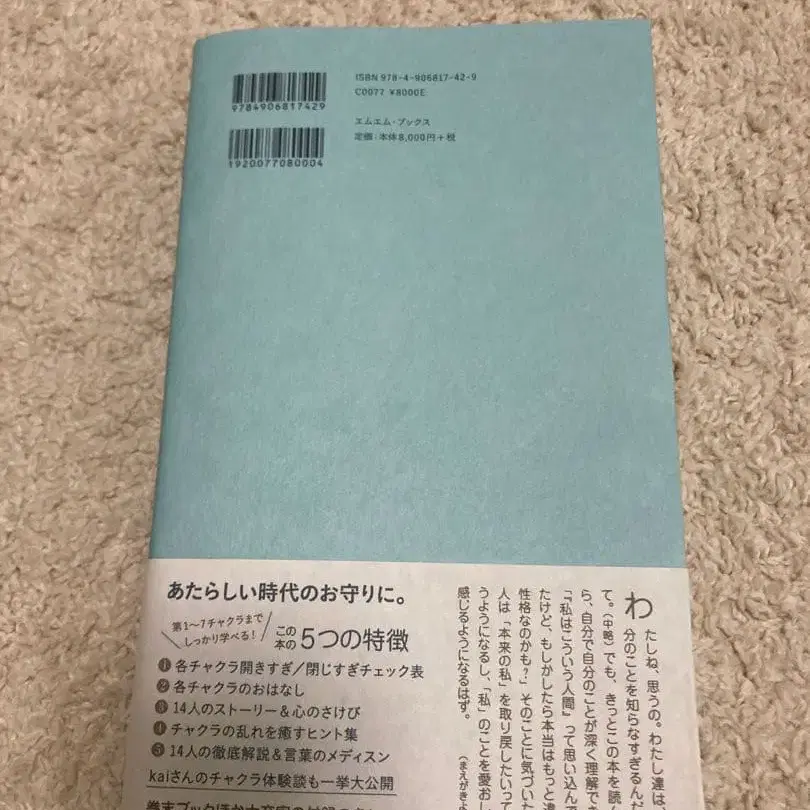 ISBN 978-4-906817-42-9
C0077 ¥8000E
9784906817429
エムエム・ブックス
定価：本体8,000円＋税
1920077080004
あたらしい時代のお守りに。
第1〜7チャクラまで
しっかり学べる！
この
本の
5つの特徴
❶ 各チャクラ開きすぎ／閉じすぎチェック表
❷ 各チャクラのおはなし
❸ 14人のストーリー＆心のさけび
❹ チャクラの乱れを癒すヒント集
❺ 14人の徹底解説＆言葉のメディスン
kaiさんのチャクラ体験談も一挙大公開
わたしね、思うの。わたし達は、
分のことを知らなすぎるんだ
て。（中略）でも、きっとこの本を読ん
ら、自分で自分のことが深く理解で
「私はこういう人間」って思い込んで
たけど、もしかしたら本当はもっと違
性格なのかも？」そのことに気づいた
人は「本来の私」を取り戻したいって
うようになるし、「私」のことを愛おし
感じるようになるはず。
（まえがきよ